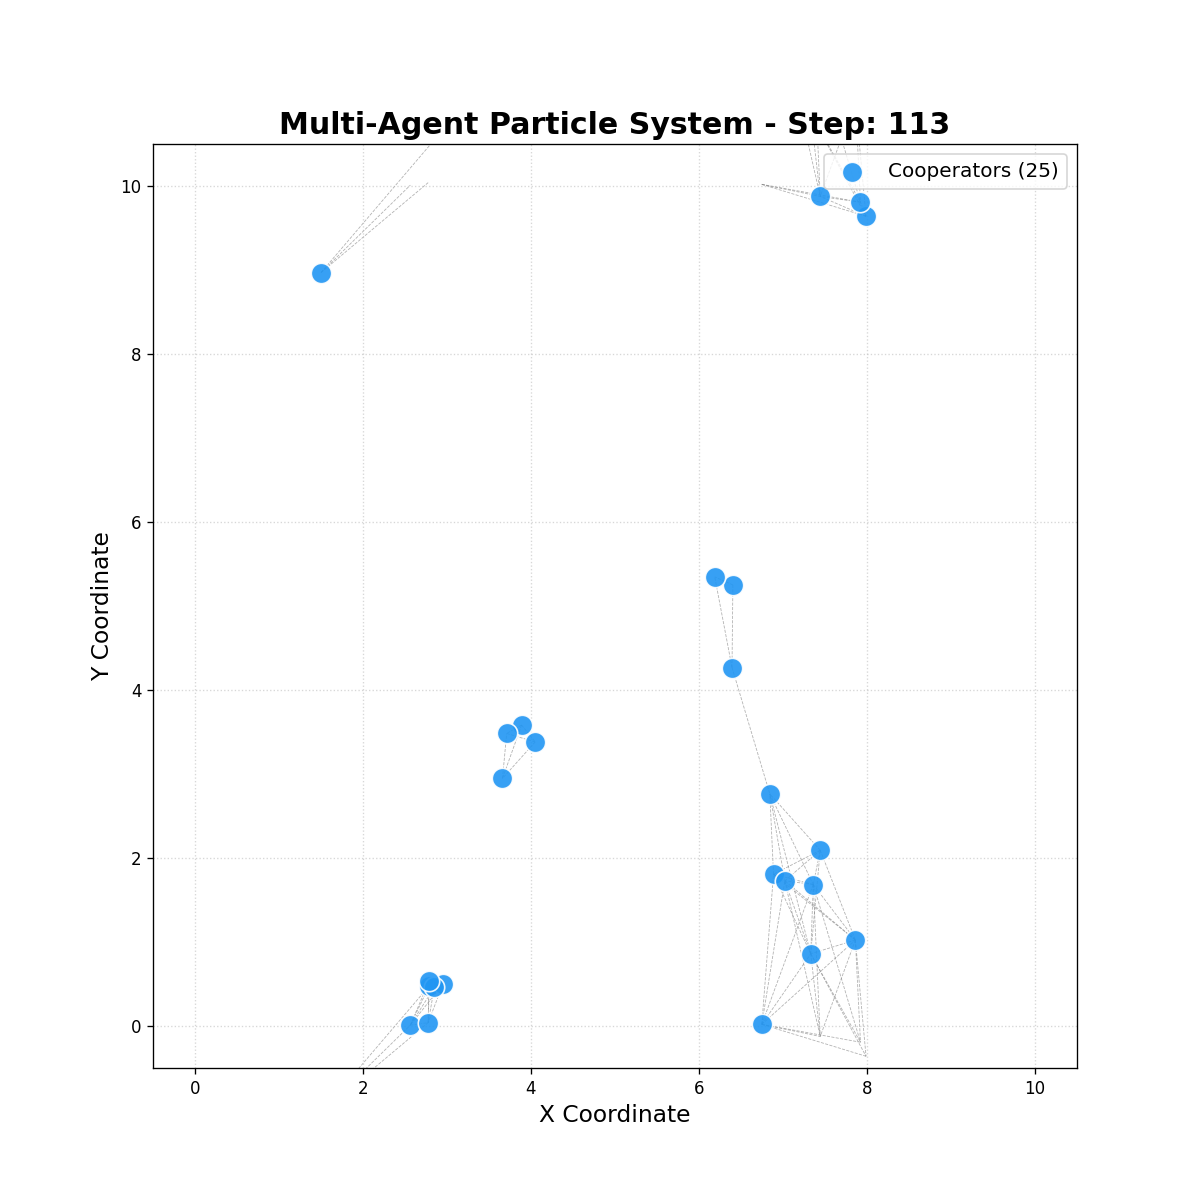 Multi-Agent Particle System - Step: 113
Cooperators (25)
10
8
6
4
2
0
Y Coordinate
0 2 4 6 8 10
X Coordinate